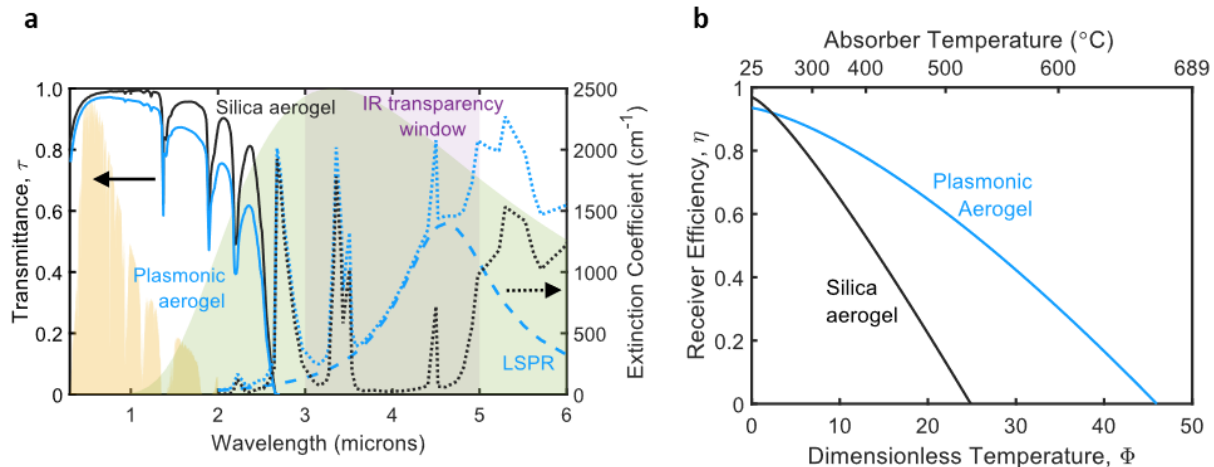 a
1.0
0.8
0.6
0.4
0.2
0
Transmittance, τ
Silica aerogel
IR transparency
window
Plasmonic
aerogel
LSPR
2500
2000
1500
1000
500
0
Extinction Coefficient (cm⁻¹)
1 2 3 4 5 6
Wavelength (microns)
b
Absorber Temperature (°C)
25 300 400 500 600 689
1
0.8
0.6
0.4
0.2
0
Receiver Efficiency, η
Plasmonic
Aerogel
Silica
aerogel
0 10 20 30 40 50
Dimensionless Temperature, Φ